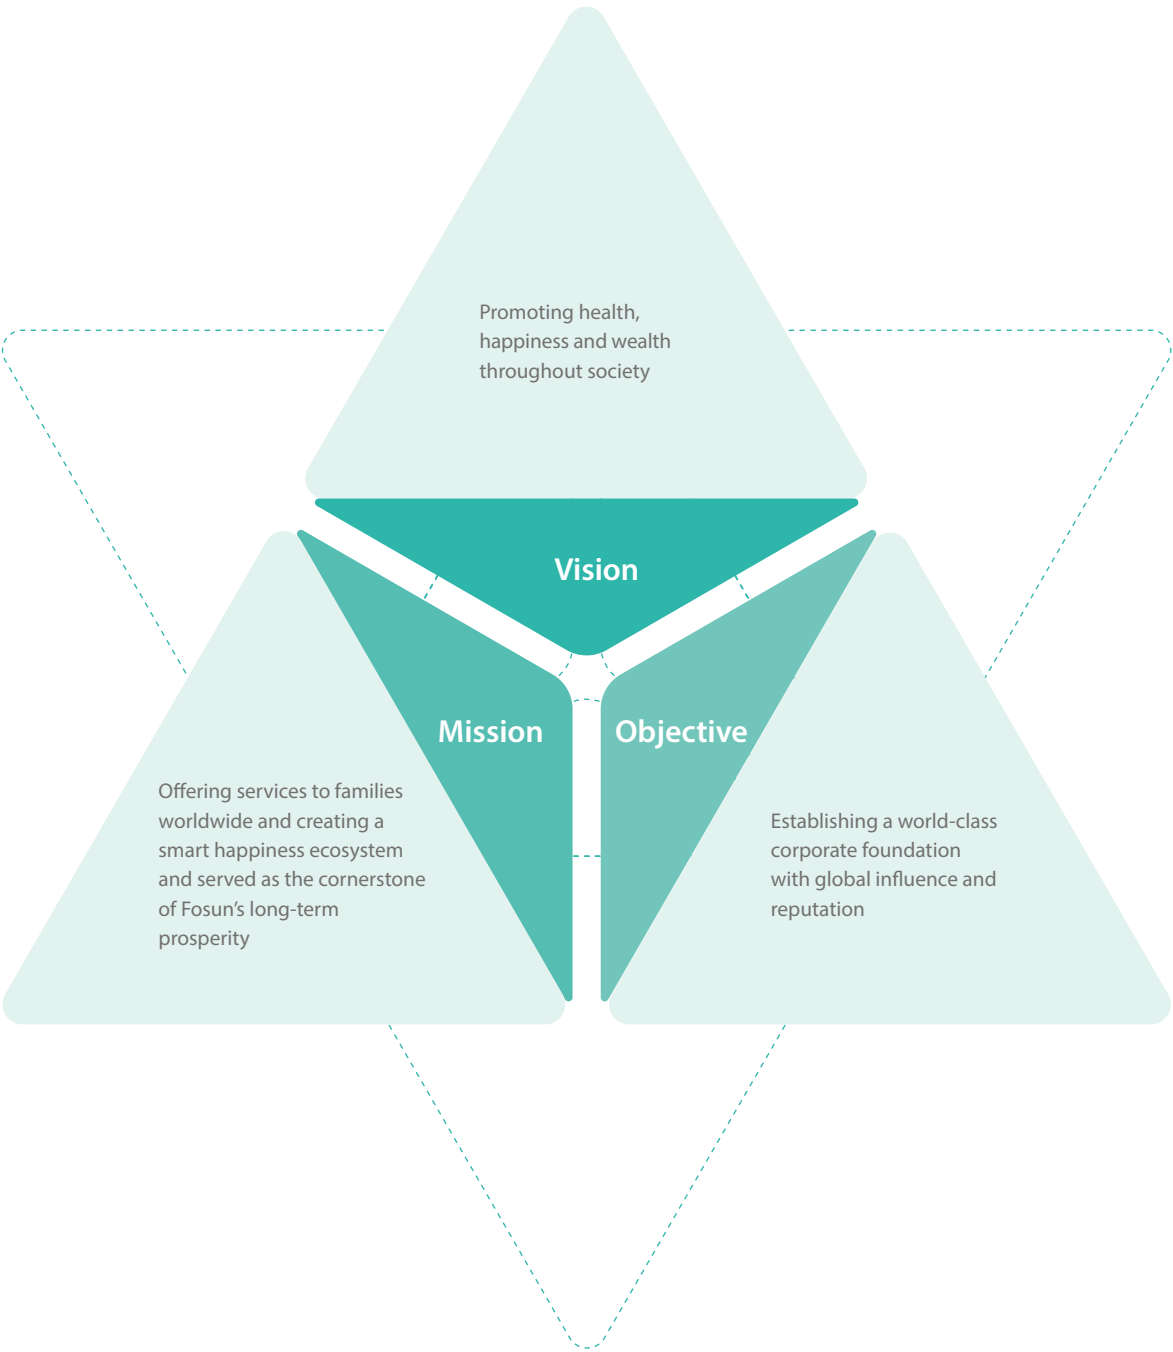 Promoting health,
happiness and wealth
throughout society
Vision
Mission
Offering services to families
worldwide and creating a
smart happiness ecosystem
and served as the cornerstone
of Fosun’s long-term
prosperity
Objective
Establishing a world-class
corporate foundation
with global influence and
reputation